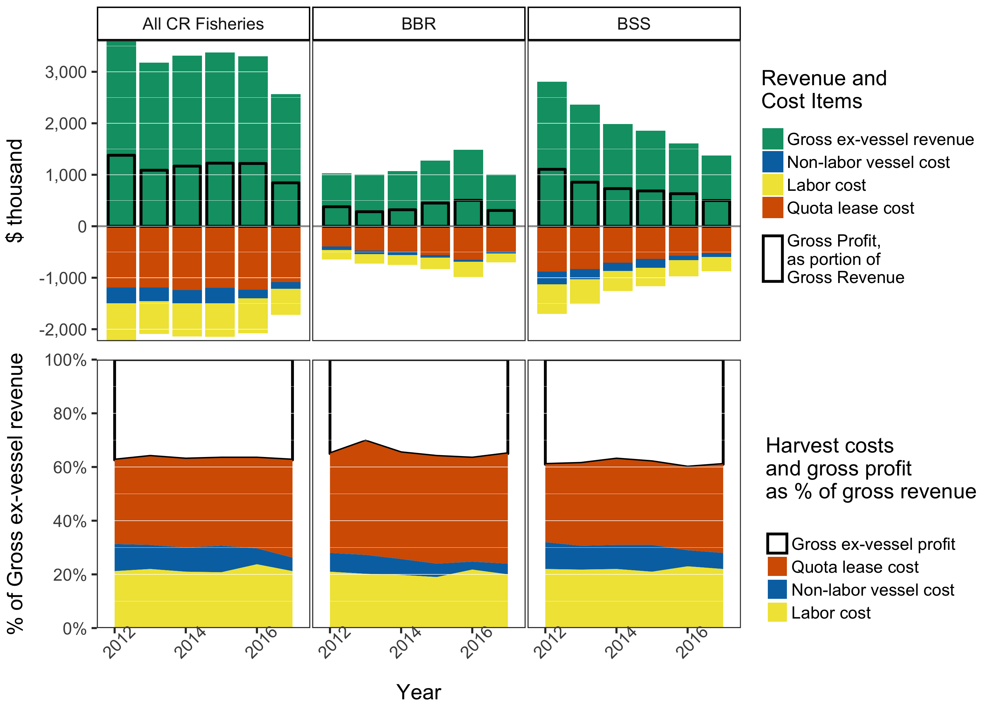 All CR Fisheries
BBR
BSS
$ thousand
3,000
2,000
1,000
0
-1,000
-2,000
Revenue and
Cost Items
Gross ex-vessel revenue
Non-labor vessel cost
Labor cost
Quota lease cost
Gross Profit,
as portion of
Gross Revenue
% of Gross ex-vessel revenue
100%
80%
60%
40%
20%
0%
2012
2014
2016
2012
2014
2016
2012
2014
2016
Year
Harvest costs
and gross profit
as % of gross revenue
Gross ex-vessel profit
Quota lease cost
Non-labor vessel cost
Labor cost